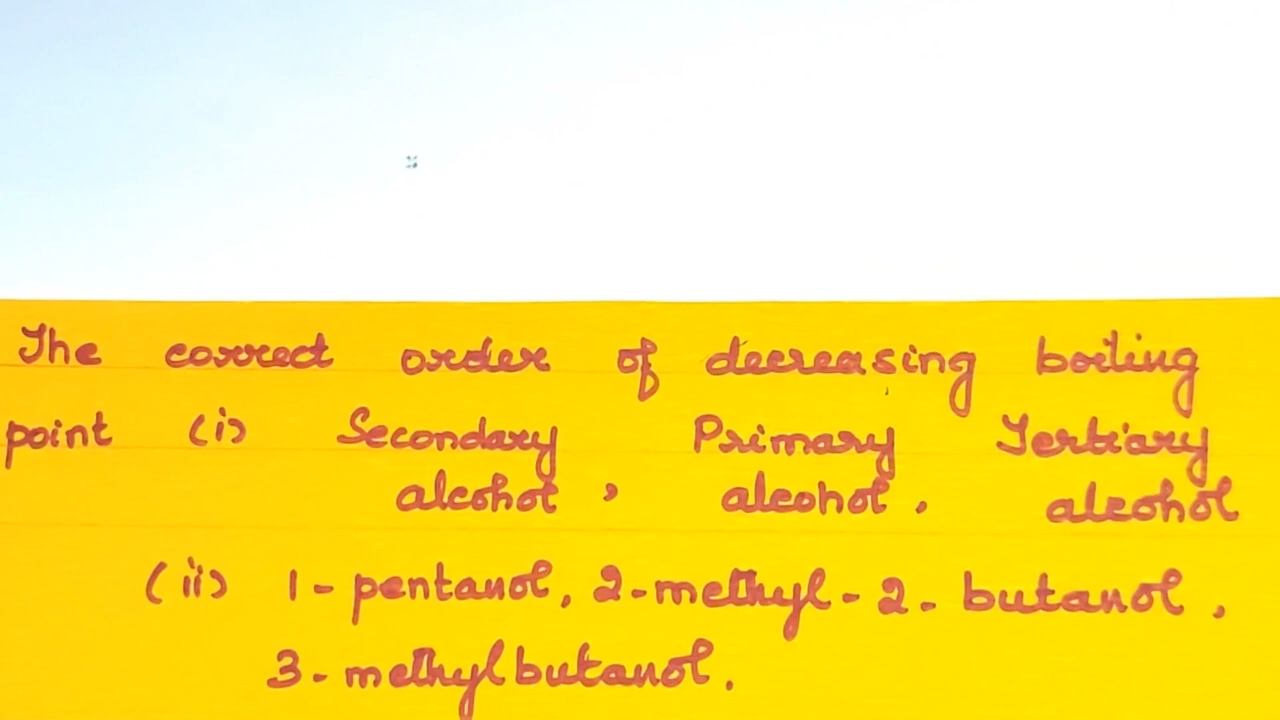 The correct order of decreasing boiling
point (i) Secondary Primary Tertiary
alcohol, alcohol, alcohol
(ii) 1-pentanol, 2-methyl-2-butanol,
3-methylbutanol.